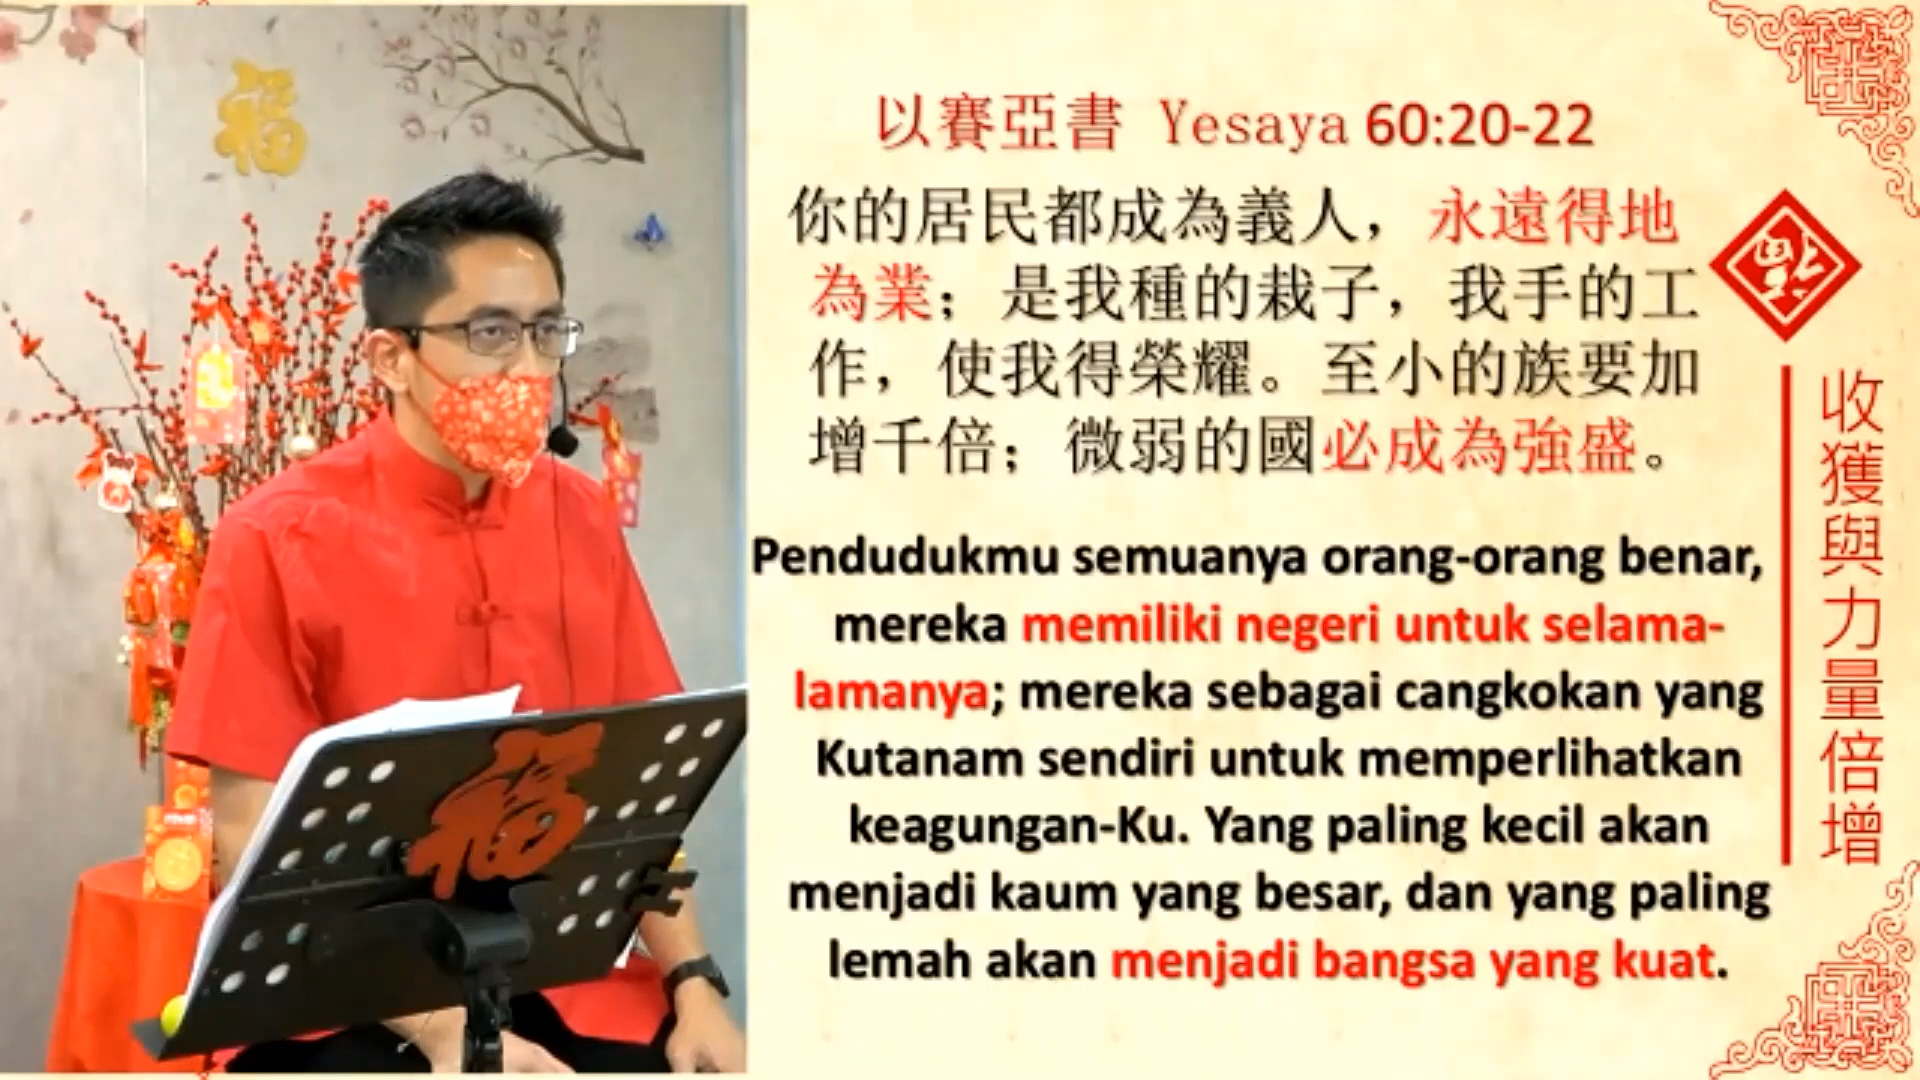 福
以賽亞書 Yesaya 60:20-22
你的居民都成為義人，永遠得地
為業；是我種的栽子，我手的工
作，使我得榮耀。至小的族要加
增千倍；微弱的國必成為強盛。
Pendudukmu semuanya orang-orang benar,
mereka memiliki negeri untuk selama-
lamanya; mereka sebagai cangkokan yang
Kutanam sendiri untuk memperlihatkan
keagungan-Ku. Yang paling kecil akan
menjadi kaum yang besar, dan yang paling
lemah akan menjadi bangsa yang kuat.
福
收獲與力量倍增
福